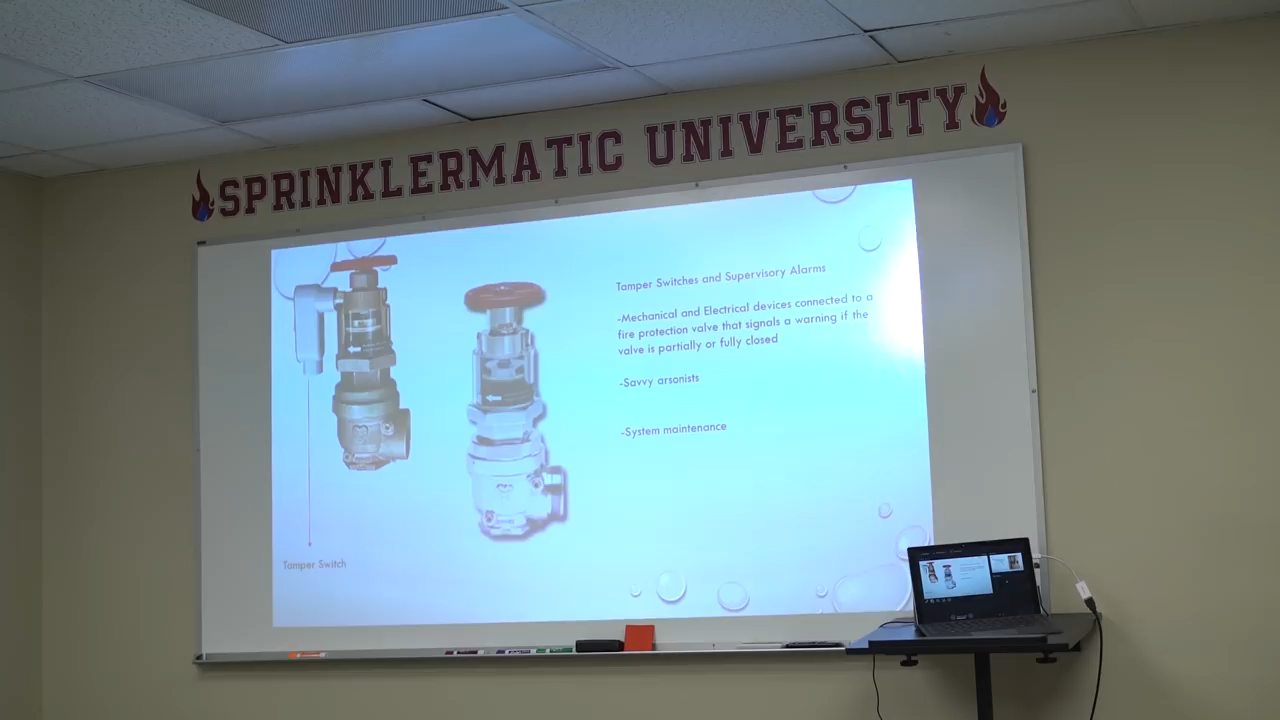 SPRINKLERMATIC UNIVERSITY
Tamper Switches and Supervisory Alarms
-Mechanical and Electrical devices connected to a
fire protection valve that signals a warning if the
valve is partially or fully closed
-Savvy arsonists
-System maintenance
Tamper Switch